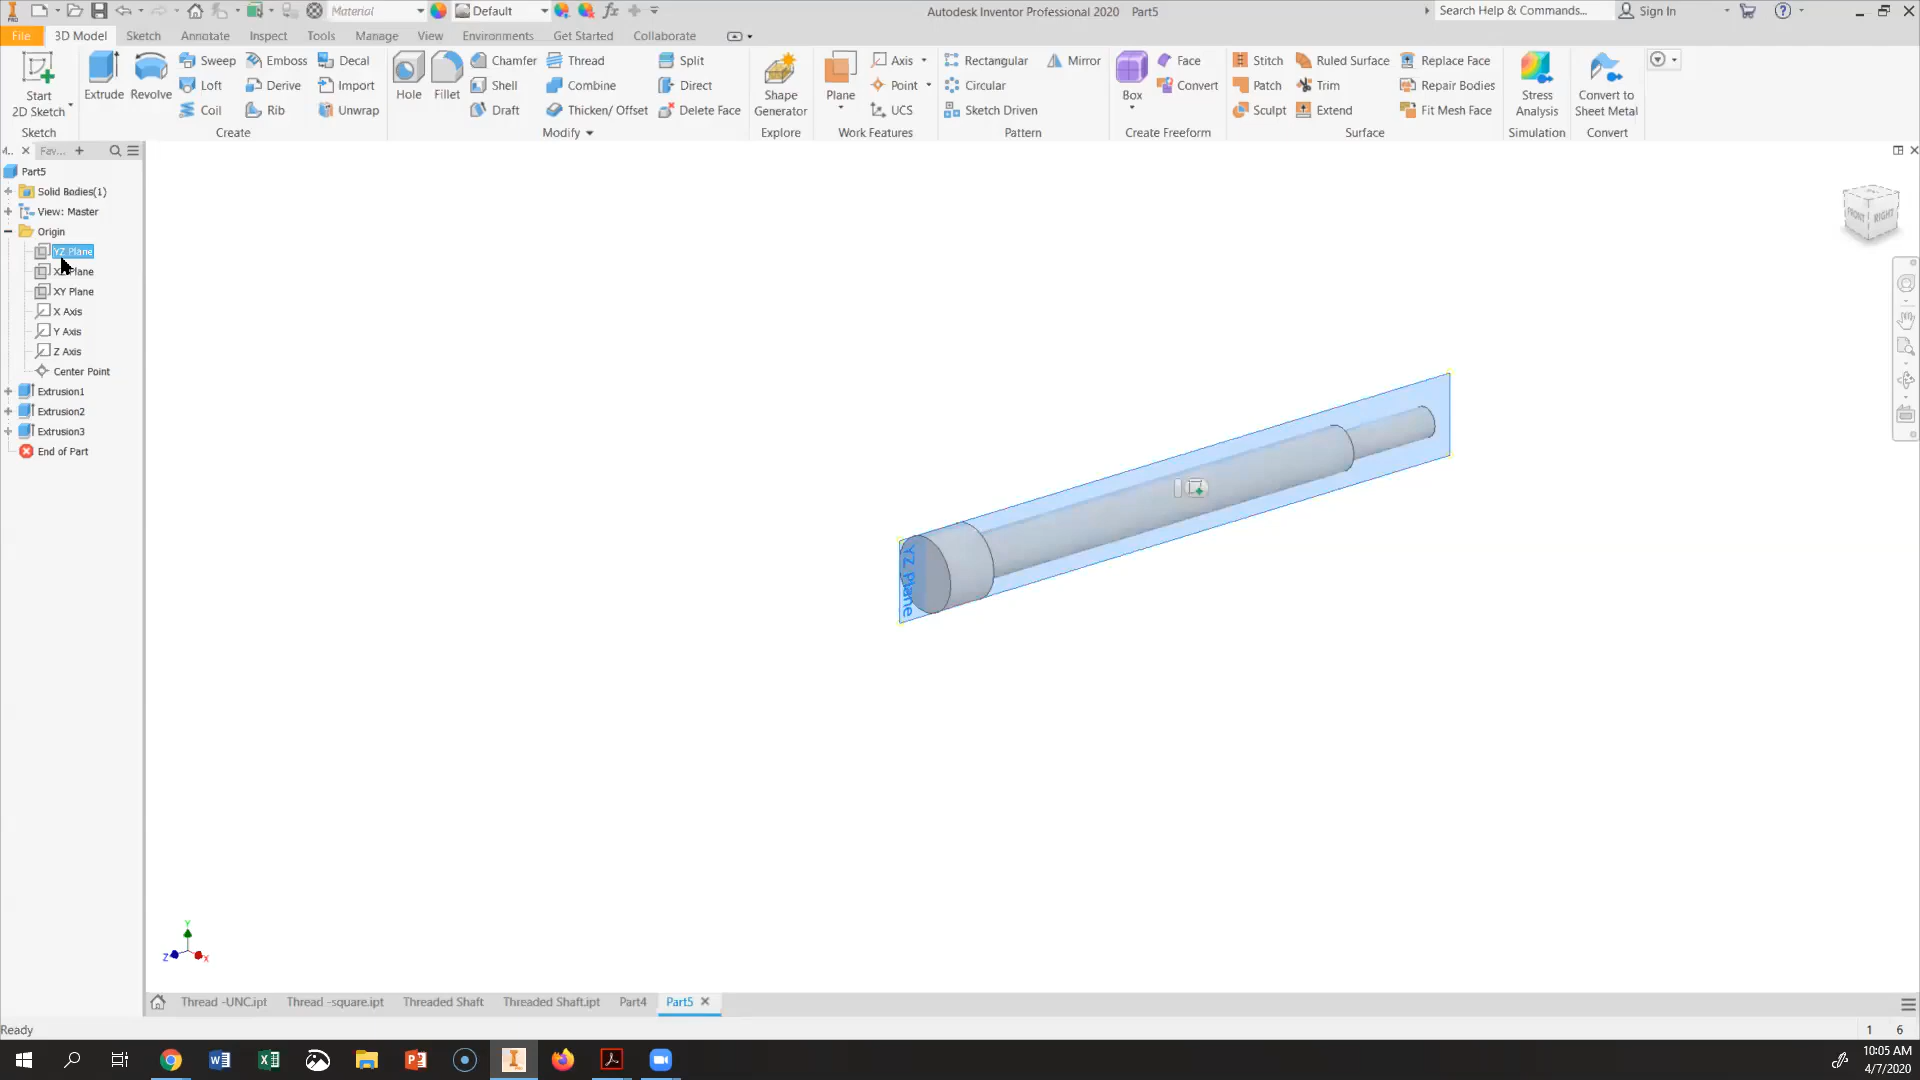 Material
Default
Autodesk Inventor Professional 2020 Part5
Search Help & Commands...
Sign In
File
3D Model
Sketch
Annotate
Inspect
Tools
Manage
View
Environments
Get Started
Collaborate
Start
2D Sketch
Extrude
Revolve
Sweep
Loft
Coil
Emboss
Derive
Rib
Decal
Import
Unwrap
Hole
Fillet
Chamfer
Shell
Draft
Thread
Combine
Thicken/ Offset
Split
Direct
Delete Face
Shape
Generator
Plane
Axis
Point
UCS
Rectangular
Circular
Sketch Driven
Mirror
Box
Face
Convert
Stitch
Patch
Sculpt
Ruled Surface
Trim
Extend
Replace Face
Repair Bodies
Fit Mesh Face
Stress
Analysis
Convert to
Sheet Metal
Sketch
Create
Modify
Explore
Work Features
Pattern
Create Freeform
Surface
Simulation
Convert
Fav...
Part5
Solid Bodies(1)
View: Master
Origin
YZ Plane
Plane
XY Plane
X Axis
Y Axis
Z Axis
Center Point
Extrusion1
Extrusion2
Extrusion3
End of Part
FRONT
RIGHT
YZ Plane
Y
Z
X
Thread -UNC.ipt
Thread -square.ipt
Threaded Shaft
Threaded Shaft.ipt
Part4
Part5
Ready
1 6
10:05 AM
4/7/2020